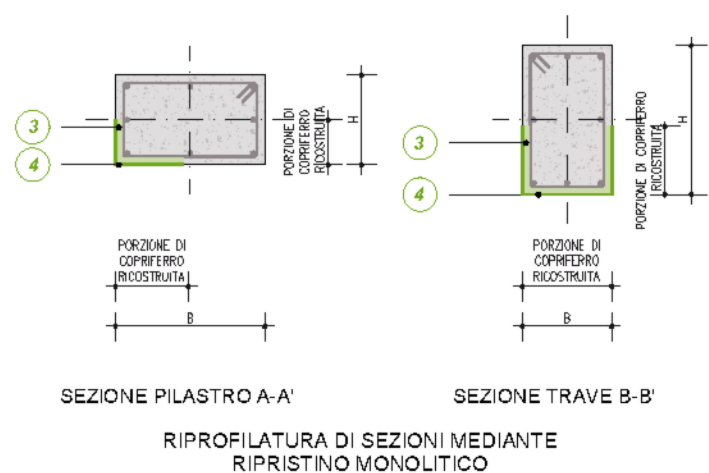 3
4
H
PORZIONE DI
COPRIFERRO
RICOSTRUITA
PORZIONE DI
COPRIFERRO
RICOSTRUITA
B
3
4
H
PORZIONE DI COPRIFERRO
RICOSTRUITA
PORZIONE DI
COPRIFERRO
RICOSTRUITA
B
SEZIONE PILASTRO A-A'
SEZIONE TRAVE B-B'
RIPROFILATURA DI SEZIONI MEDIANTE
RIPRISTINO MONOLITICO